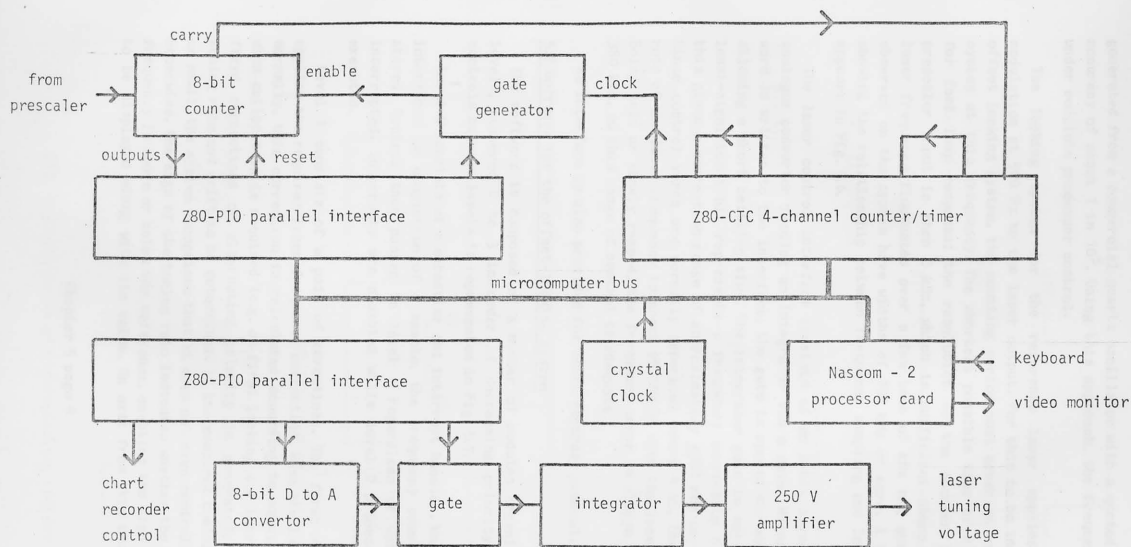 carry
from
prescaler
8-bit
counter
enable
gate
generator
clock
outputs
reset
Z80-PIO parallel interface
Z80-CTC 4-channel counter/timer
microcomputer bus
Z80-PIO parallel interface
crystal
clock
Nascom - 2
processor card
keyboard
video monitor
chart
recorder
control
8-bit D to A
convertor
gate
integrator
250 V
amplifier
laser
tuning
voltage